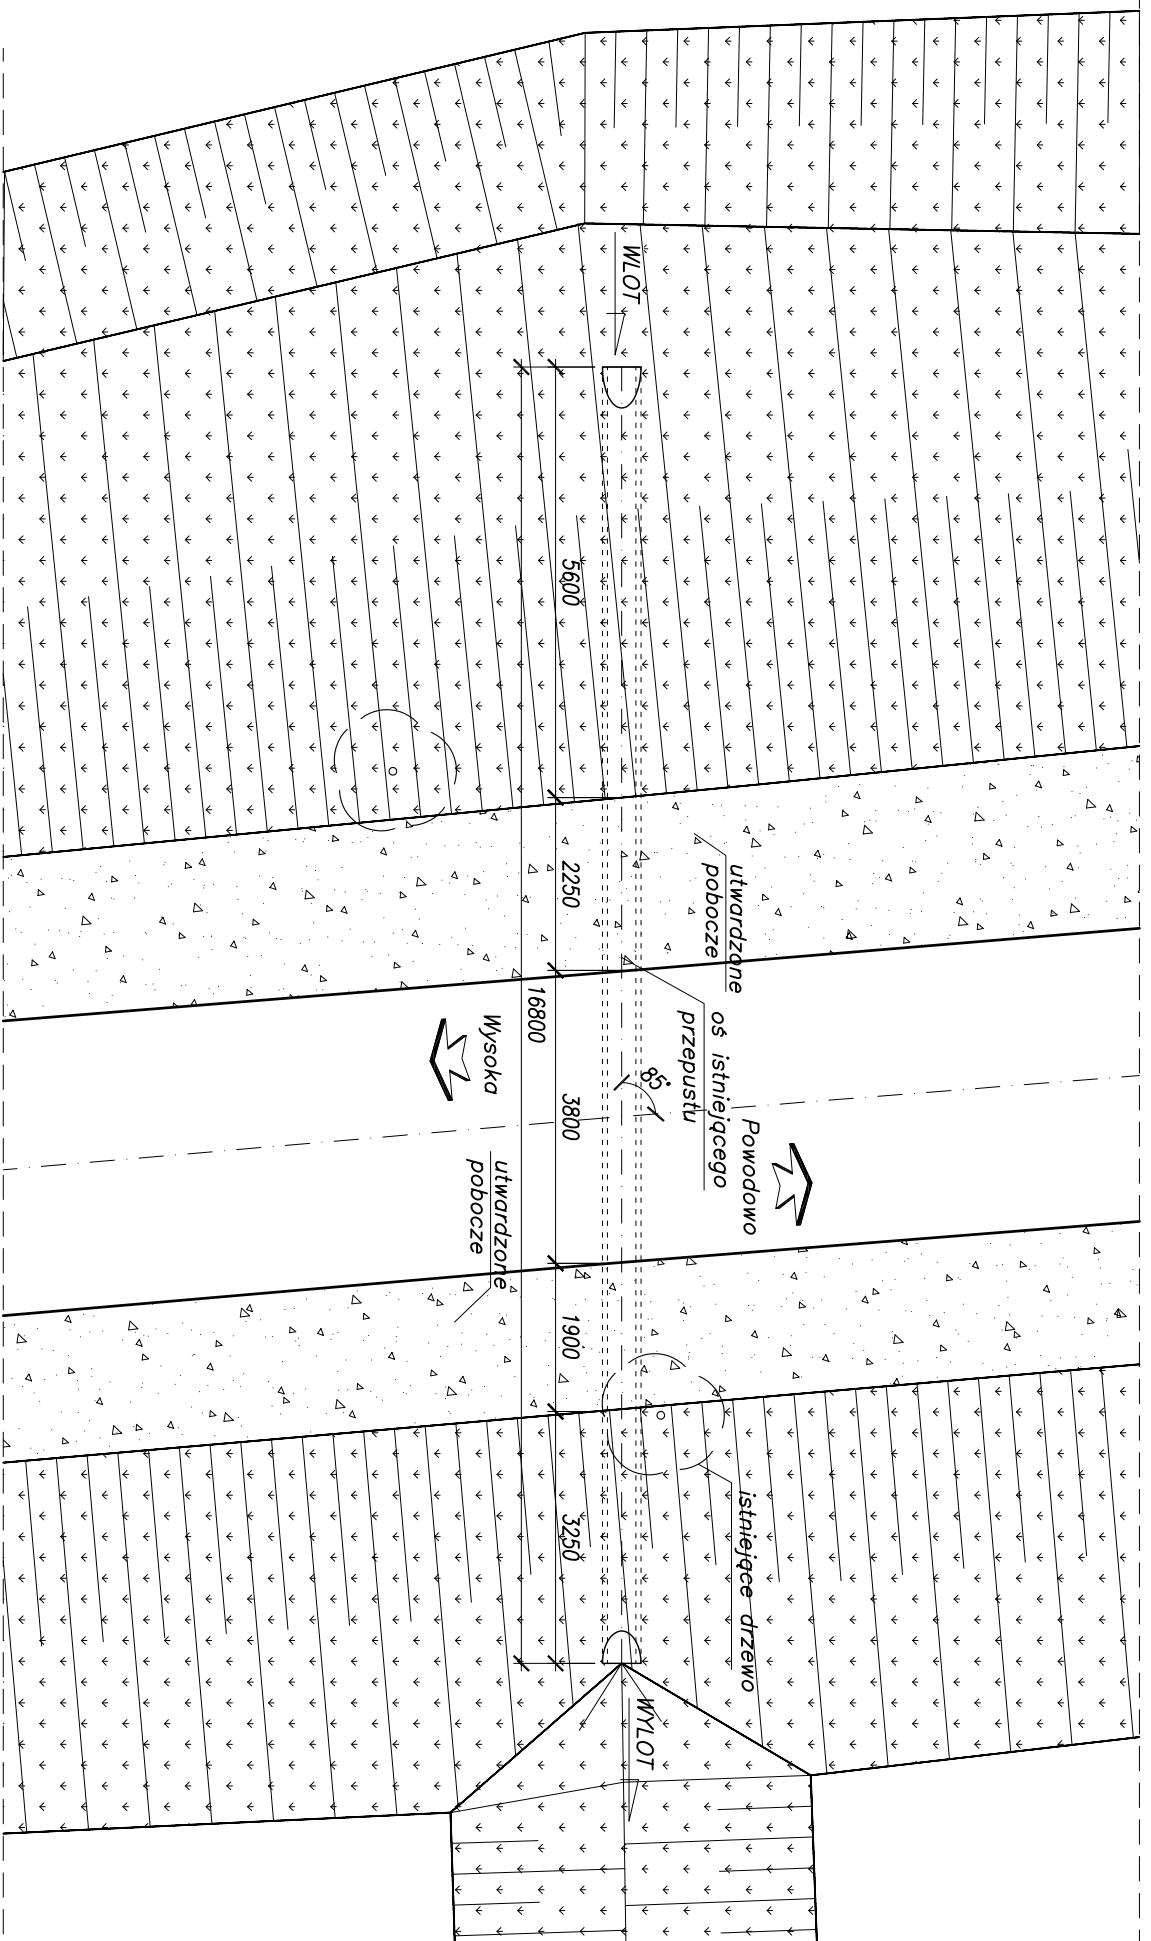 WLOT
5600
2250
utwardzone
pobocze
16800
oś istniejącego
przepustu
Wysoka
85°
3800
Powodowo
utwardzone
pobocze
1900
istniejące drzewo
3250
WYLOT